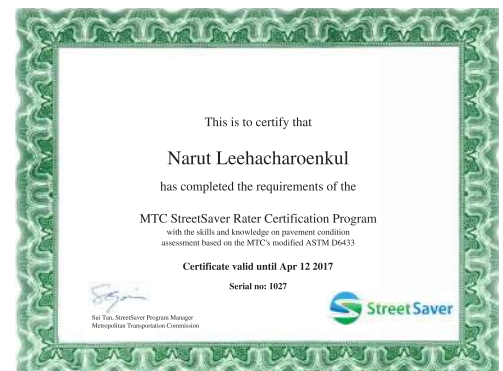 This is to certify that
Narut Leehacharoenkul
has completed the requirements of the
MTC StreetSaver Rater Certification Program
with the skills and knowledge on pavement condition
assessment based on the MTC's modified ASTM D6433
Certificate valid until Apr 12 2017
Serial no: 1027
Sui Tan, StreetSaver Program Manager
Metropolitan Transportation Commission
Street Saver